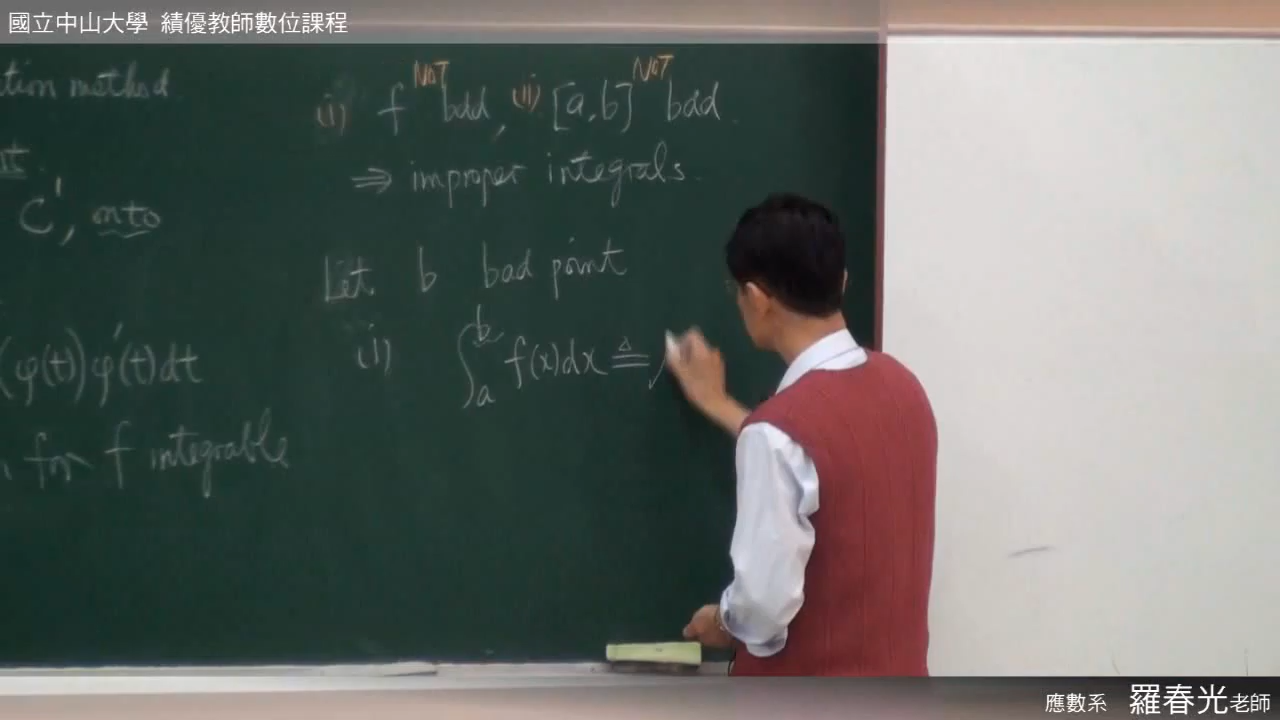 國立中山大學 績優教師數位課程
tion method
C', onto
(φ(t)φ'(t)dt
for f integrable
(i) f NOT bdd, (ii) [a,b] NOT bdd.
⇒ improper integrals.
Let b bad point
(i) ∫_a^b f(x)dx ≜
應數系 羅春光老師